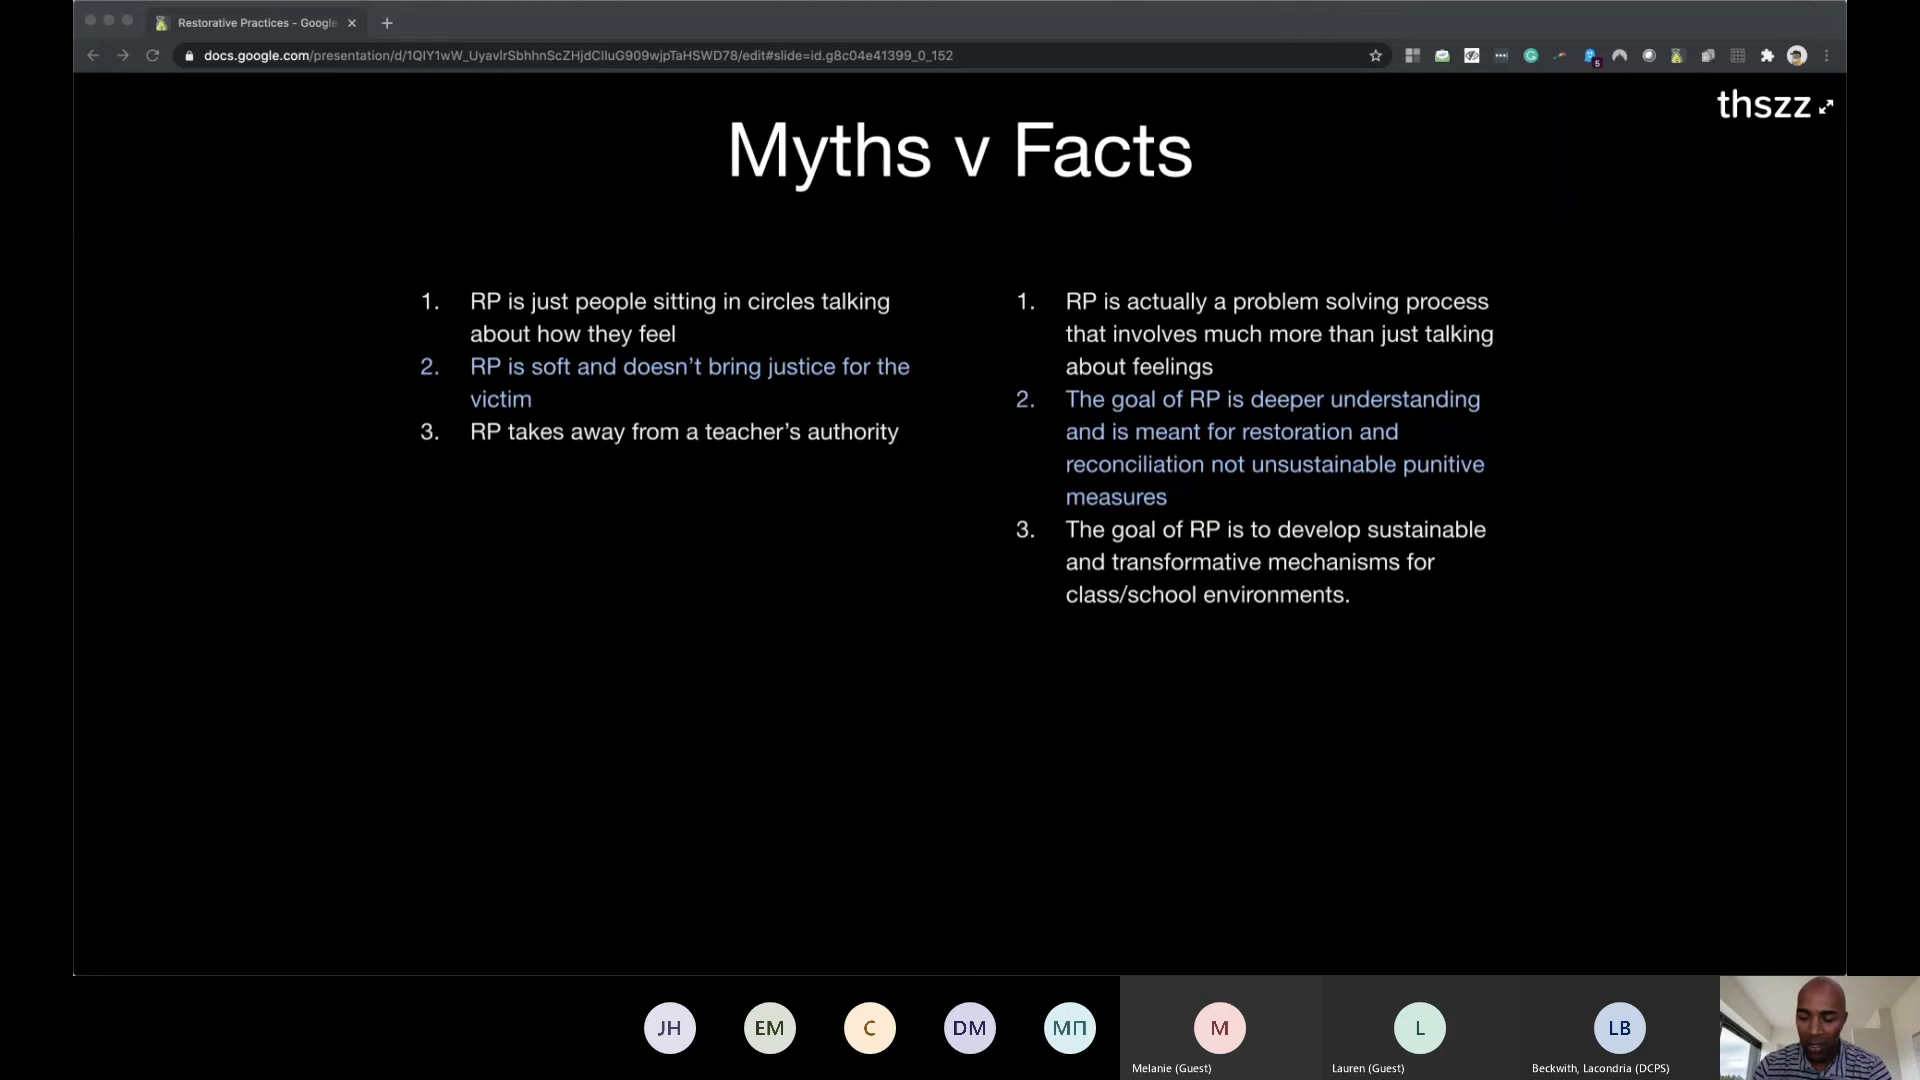 Restorative Practices - Google
docs.google.com/presentation/d/1QIY1wW_UyavlrSbhhnScZHjdClluG909wjpTaHSWD78/edit#slide=id.g8c04e41399_0_152
5
thszz
Myths v Facts
1. RP is just people sitting in circles talking
about how they feel
2. RP is soft and doesn’t bring justice for the
victim
3. RP takes away from a teacher’s authority
1. RP is actually a problem solving process
that involves much more than just talking
about feelings
2. The goal of RP is deeper understanding
and is meant for restoration and
reconciliation not unsustainable punitive
measures
3. The goal of RP is to develop sustainable
and transformative mechanisms for
class/school environments.
JH
EM
C
DM
МП
M
L
LB
Melanie (Guest)
Lauren (Guest)
Beckwith, Lacondria (DCPS)